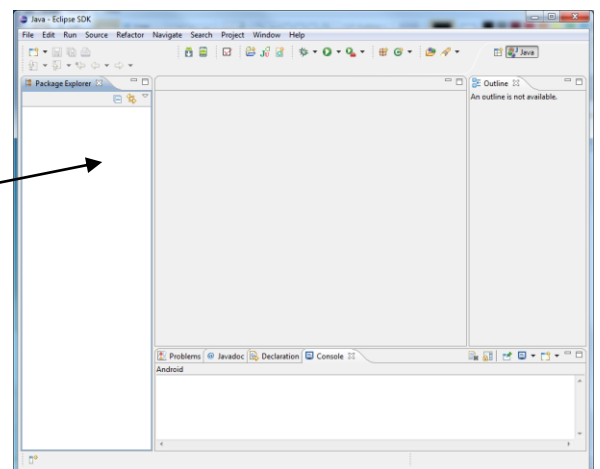 Java - Eclipse SDK
File Edit Run Source Refactor Navigate Search Project Window Help
Java
Package Explorer
Outline
An outline is not available.
Problems @ Javadoc Declaration Console
Android